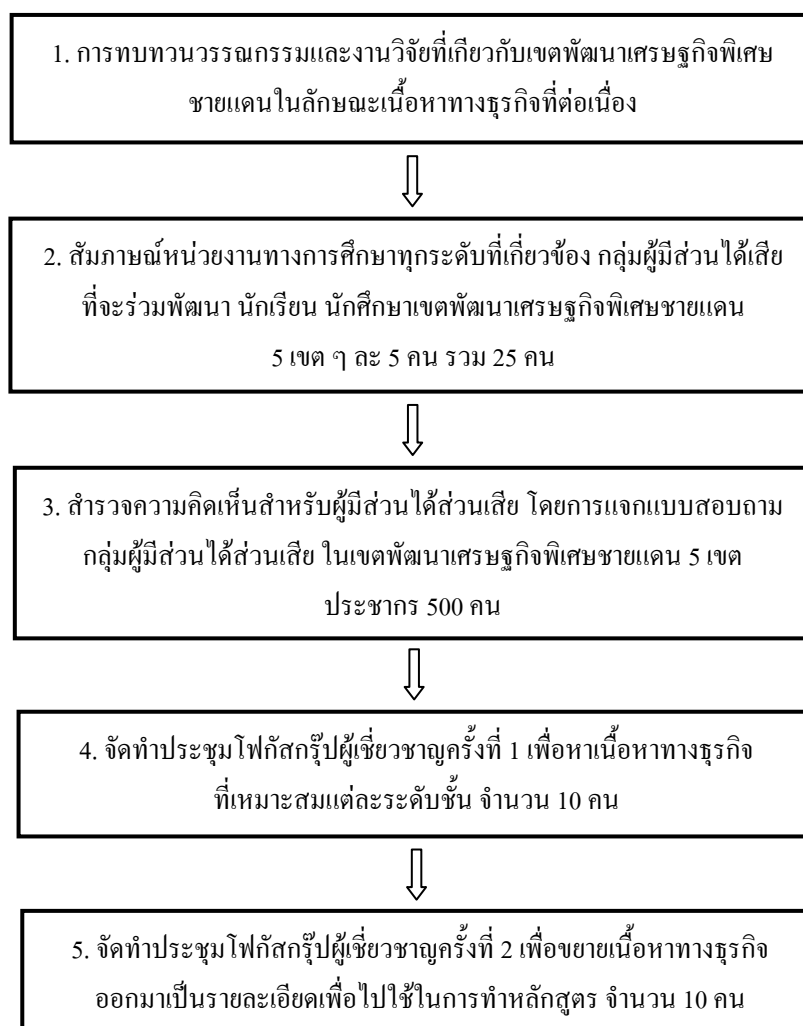 1. การทบทวนวรรณกรรมและงานวิจัยที่เกียวกับเขตพัฒนาเศรษฐกิจพิเศษ
ชายแดนในลักษณะเนื้อหาทางธุรกิจที่ต่อเนื่อง
2. สัมภาษณ์หน่วยงานทางการศึกษาทุกระดับที่เกี่ยวข้อง กลุ่มผู้มีส่วนได้เสีย
ที่จะร่วมพัฒนา นักเรียน นักศึกษาเขตพัฒนาเศรษฐกิจพิเศษชายแดน
5 เขต ๆ ละ 5 คน รวม 25 คน
3. สำรวจความคิดเห็นสำหรับผู้มีส่วนได้ส่วนเสีย โดยการแจกแบบสอบถาม
กลุ่มผู้มีส่วนได้ส่วนเสีย ในเขตพัฒนาเศรษฐกิจพิเศษชายแดน 5 เขต
ประชากร 500 คน
4. จัดทำประชุมโฟกัสกรุ๊ปผู้เชี่ยวชาญครั้งที่ 1 เพื่อหาเนื้อหาทางธุรกิจ
ที่เหมาะสมแต่ละระดับชั้น จำนวน 10 คน
5. จัดทำประชุมโฟกัสกรุ๊ปผู้เชี่ยวชาญครั้งที่ 2 เพื่อขยายเนื้อหาทางธุรกิจ
ออกมาเป็นรายละเอียดเพื่อไปใช้ในการทำหลักสูตร จำนวน 10 คน